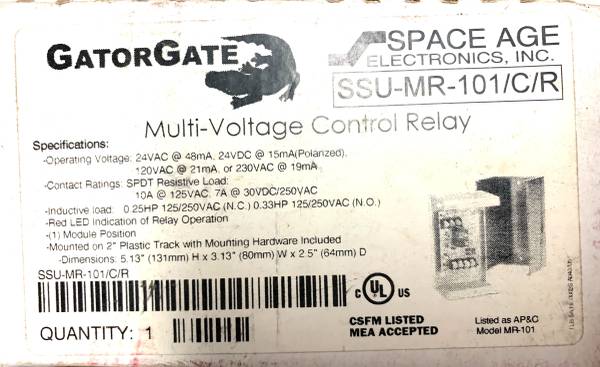 GATORGATE
SPACE AGE
ELECTRONICS, INC.
SSU-MR-101/C/R
Multi-Voltage Control Relay
Specifications:
-Operating Voltage: 24VAC @ 48mA, 24VDC @ 15mA(Polarized),
120VAC @ 21mA, or 230VAC @ 19mA
-Contact Ratings: SPDT Resistive Load:
10A @ 125VAC, 7A @ 30VDC/250VAC
-Inductive load: 0.25HP 125/250VAC (N.C.) 0.33HP 125/250VAC (N.O.)
-Red LED Indication of Relay Operation
-(1) Module Position
-Mounted on 2" Plastic Track with Mounting Hardware Included
-Dimensions: 5.13" (131mm) H x 3.13" (80mm) W x 2.5" (64mm) D
SSU-MR-101/C/R
C UL US
QUANTITY: 1
CSFM LISTED
MEA ACCEPTED
Listed as AP&C
Model MR-101